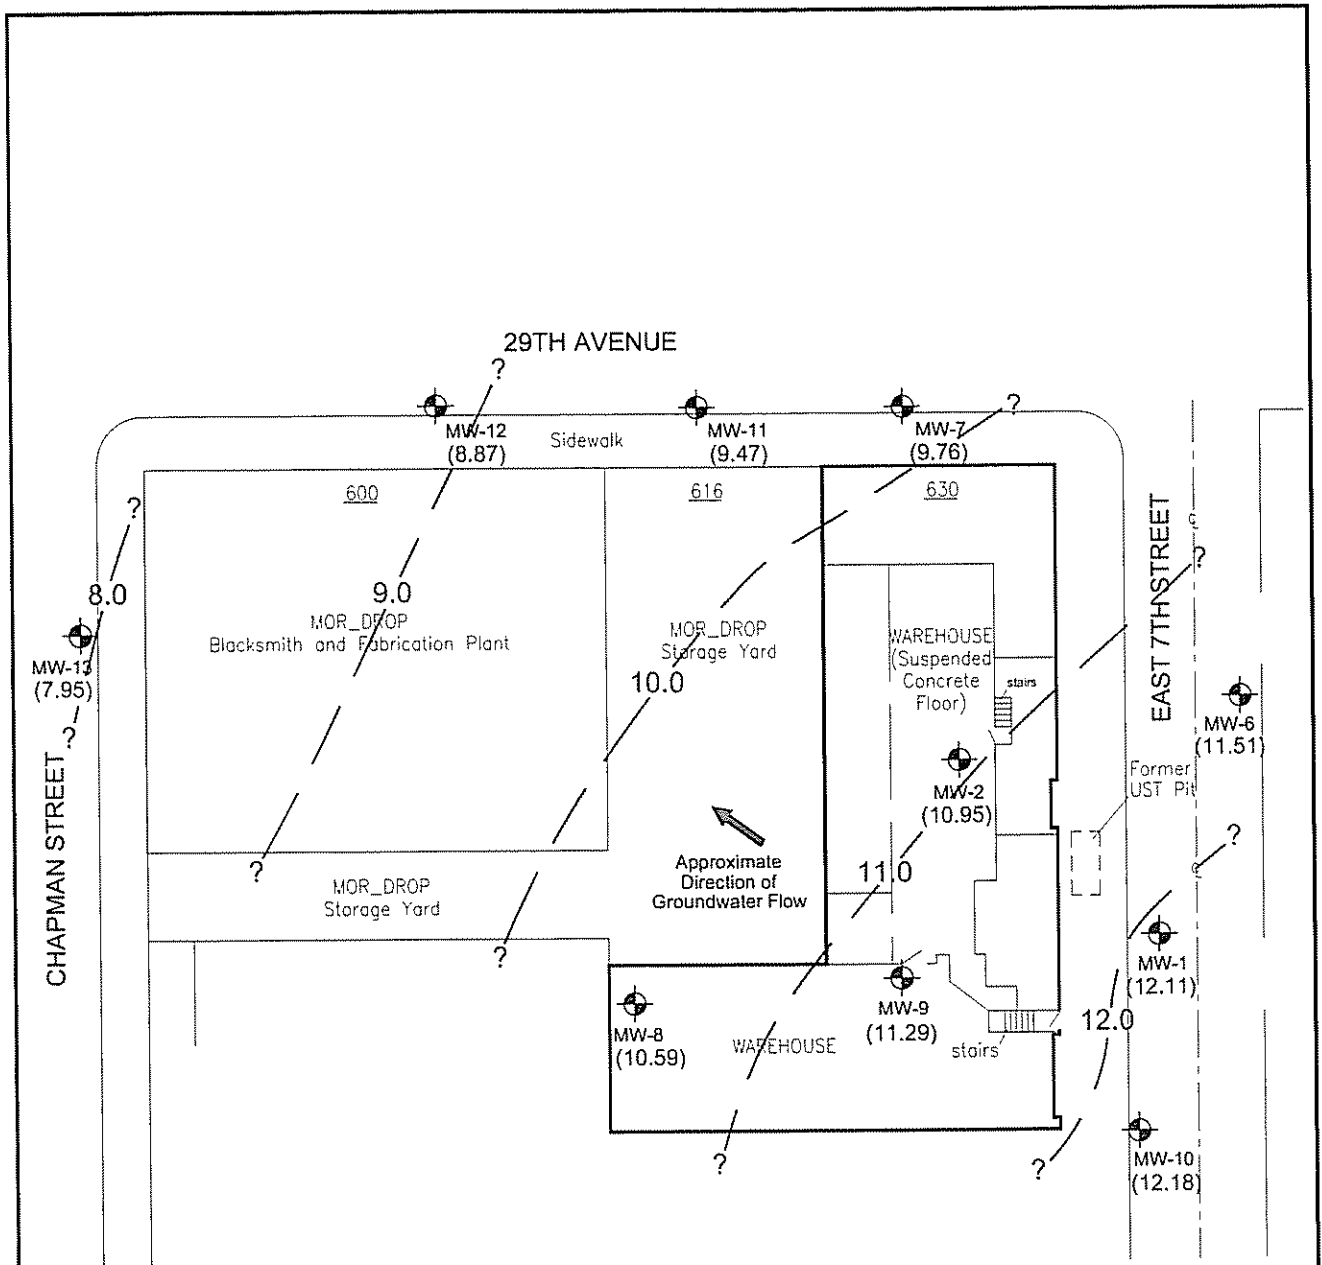 29TH AVENUE
?
MW-12
(8.87)
Sidewalk
MW-11
(9.47)
MW-7
(9.76)
?
600
616
630
?
8.0
9.0
MOR_DROP
Blacksmith and Fabrication Plant
MOR_DROP
Storage Yard
10.0
WAREHOUSE
(Suspended
Concrete
Floor)
stairs
EAST 7TH STREET
?
MW-13
(7.95)
?
CHAPMAN STREET
MW-6
(11.51)
MW-2
(10.95)
Former
UST Pit
?
Approximate
Direction of
Groundwater Flow
11.0
?
MOR_DROP
Storage Yard
?
MW-1
(12.11)
MW-9
(11.29)
12.0
MW-8
(10.59)
WAREHOUSE
stairs
?
?
MW-10
(12.18)